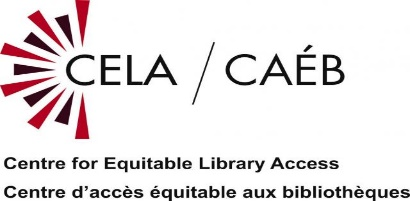 CELA / CAÉB
Centre for Equitable Library Access
Centre d'accès équitable aux bibliothèques